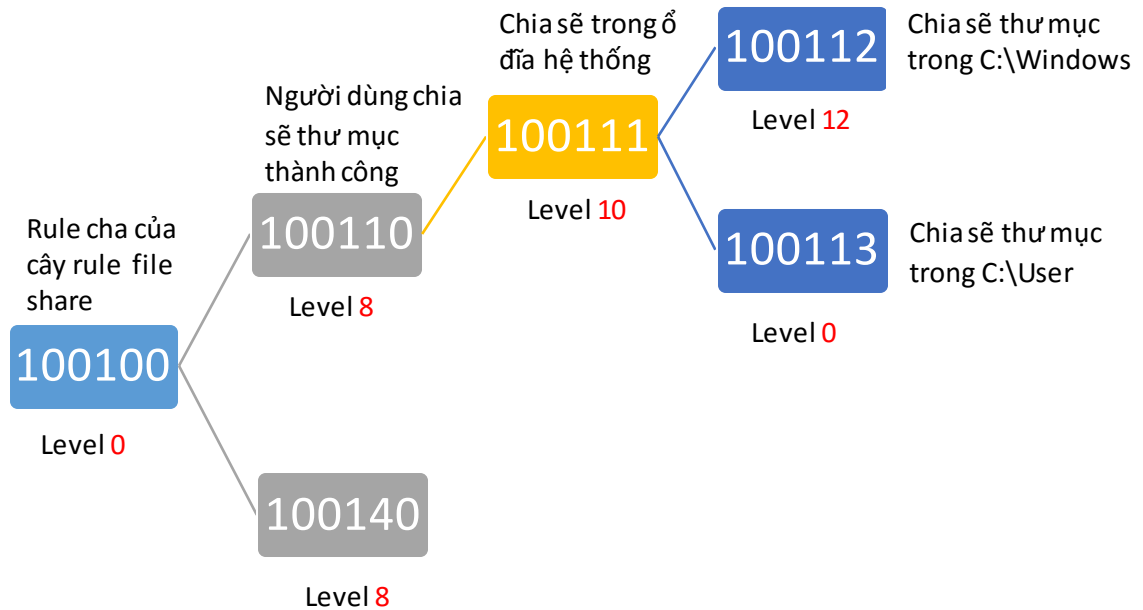 Rule cha của
cây rule file
share
100100
Level 0
Người dùng chia
sẽ thư mục
thành công
100110
Level 8
100140
Level 8
Chia sẽ trong ổ
đĩa hệ thống
100111
Level 10
100112
Level 12
Chia sẽ thư mục
trong C:\Windows
100113
Level 0
Chia sẽ thư mục
trong C:\User